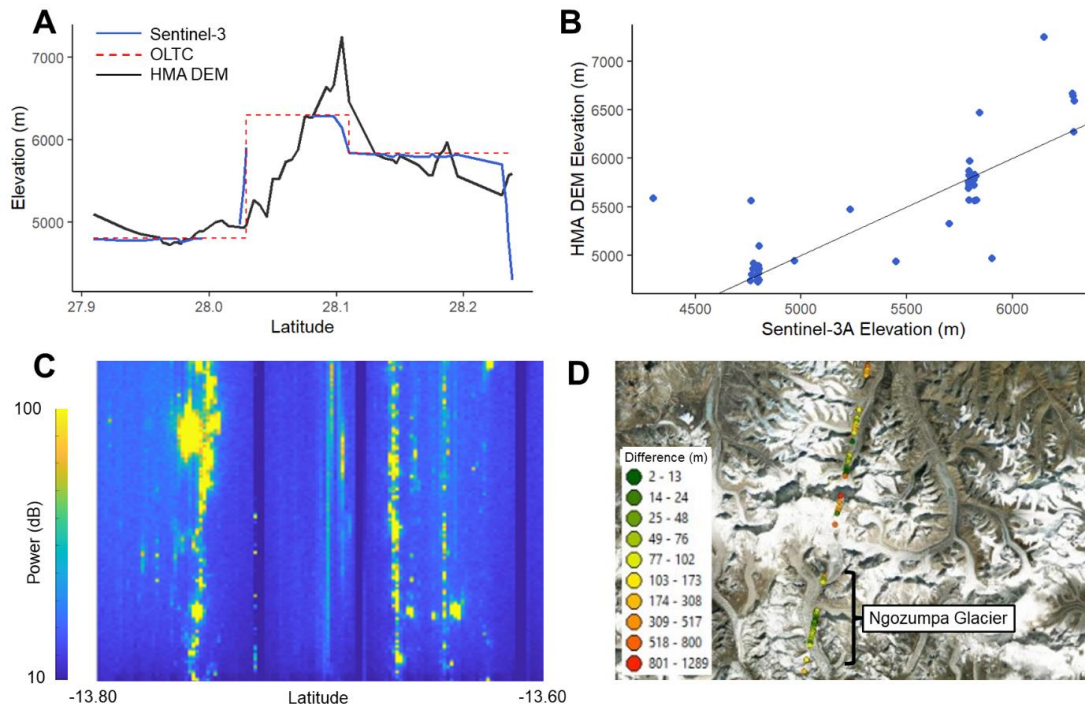 A
Sentinel-3
OLTC
HMA DEM
Elevation (m)
7000
6000
5000
27.9 28.0 28.1 28.2
Latitude
B
HMA DEM Elevation (m)
7000
6500
6000
5500
5000
4500 5000 5500 6000
Sentinel-3A Elevation (m)
C
100
Power (dB)
10
-13.80 Latitude -13.60
D
Difference (m)
2 - 13
14 - 24
25 - 48
49 - 76
77 - 102
103 - 173
174 - 308
309 - 517
518 - 800
801 - 1289
Ngozumpa Glacier